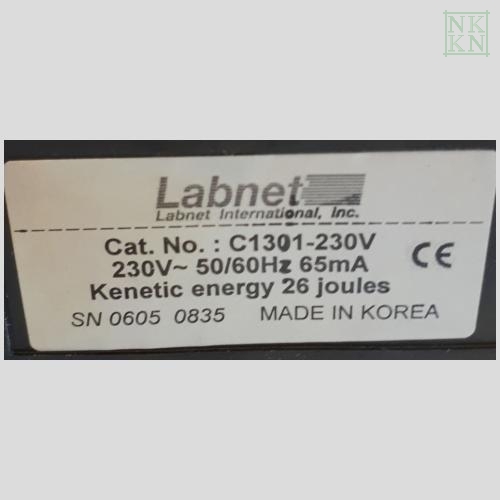 NK
KN
Labnet
Labnet International, Inc.
Cat. No. : C1301-230V
230V~ 50/60Hz 65mA
Kenetic energy 26 joules
SN 0605 0835 MADE IN KOREA
CE